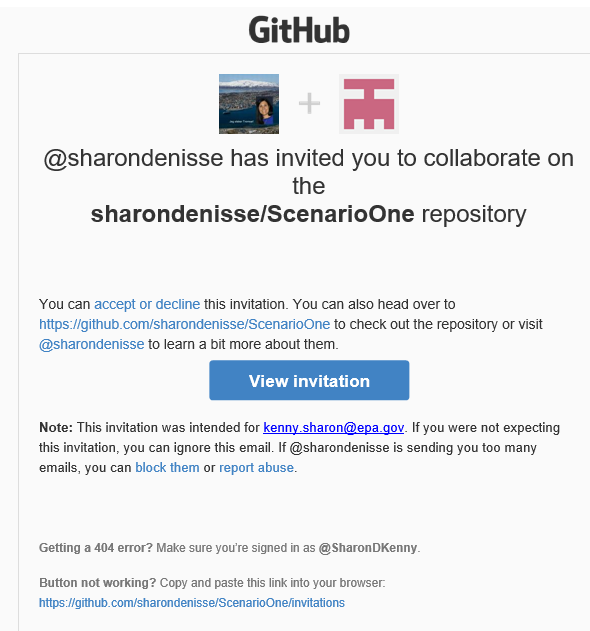 GitHub
@sharondenisse has invited you to collaborate on
the
sharondenisse/ScenarioOne repository
You can accept or decline this invitation. You can also head over to
https://github.com/sharondenisse/ScenarioOne to check out the repository or visit
@sharondenisse to learn a bit more about them.
View invitation
Note: This invitation was intended for kenny.sharon@epa.gov. If you were not expecting
this invitation, you can ignore this email. If @sharondenisse is sending you too many
emails, you can block them or report abuse.
Getting a 404 error? Make sure you're signed in as @SharonDKenny.
Button not working? Copy and paste this link into your browser:
https://github.com/sharondenisse/ScenarioOne/invitations